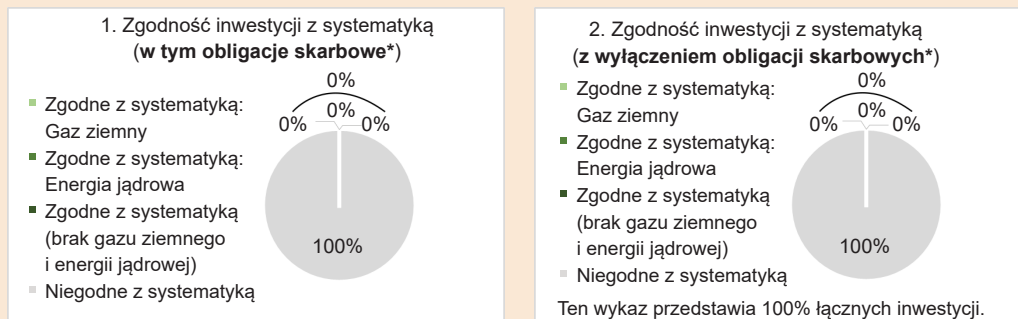 1. Zgodność inwestycji z systematyką
(w tym obligacje skarbowe*)
Zgodne z systematyką:
Gaz ziemny
Zgodne z systematyką:
Energia jądrowa
Zgodne z systematyką
(brak gazu ziemnego
i energii jądrowej)
Niegodne z systematyką
0%
0%
0%
0%
100%
2. Zgodność inwestycji z systematyką
(z wyłączeniem obligacji skarbowych*)
Zgodne z systematyką:
Gaz ziemny
Zgodne z systematyką:
Energia jądrowa
Zgodne z systematyką
(brak gazu ziemnego
i energii jądrowej)
Niegodne z systematyką
0%
0%
0%
0%
100%
Ten wykaz przedstawia 100% łącznych inwestycji.